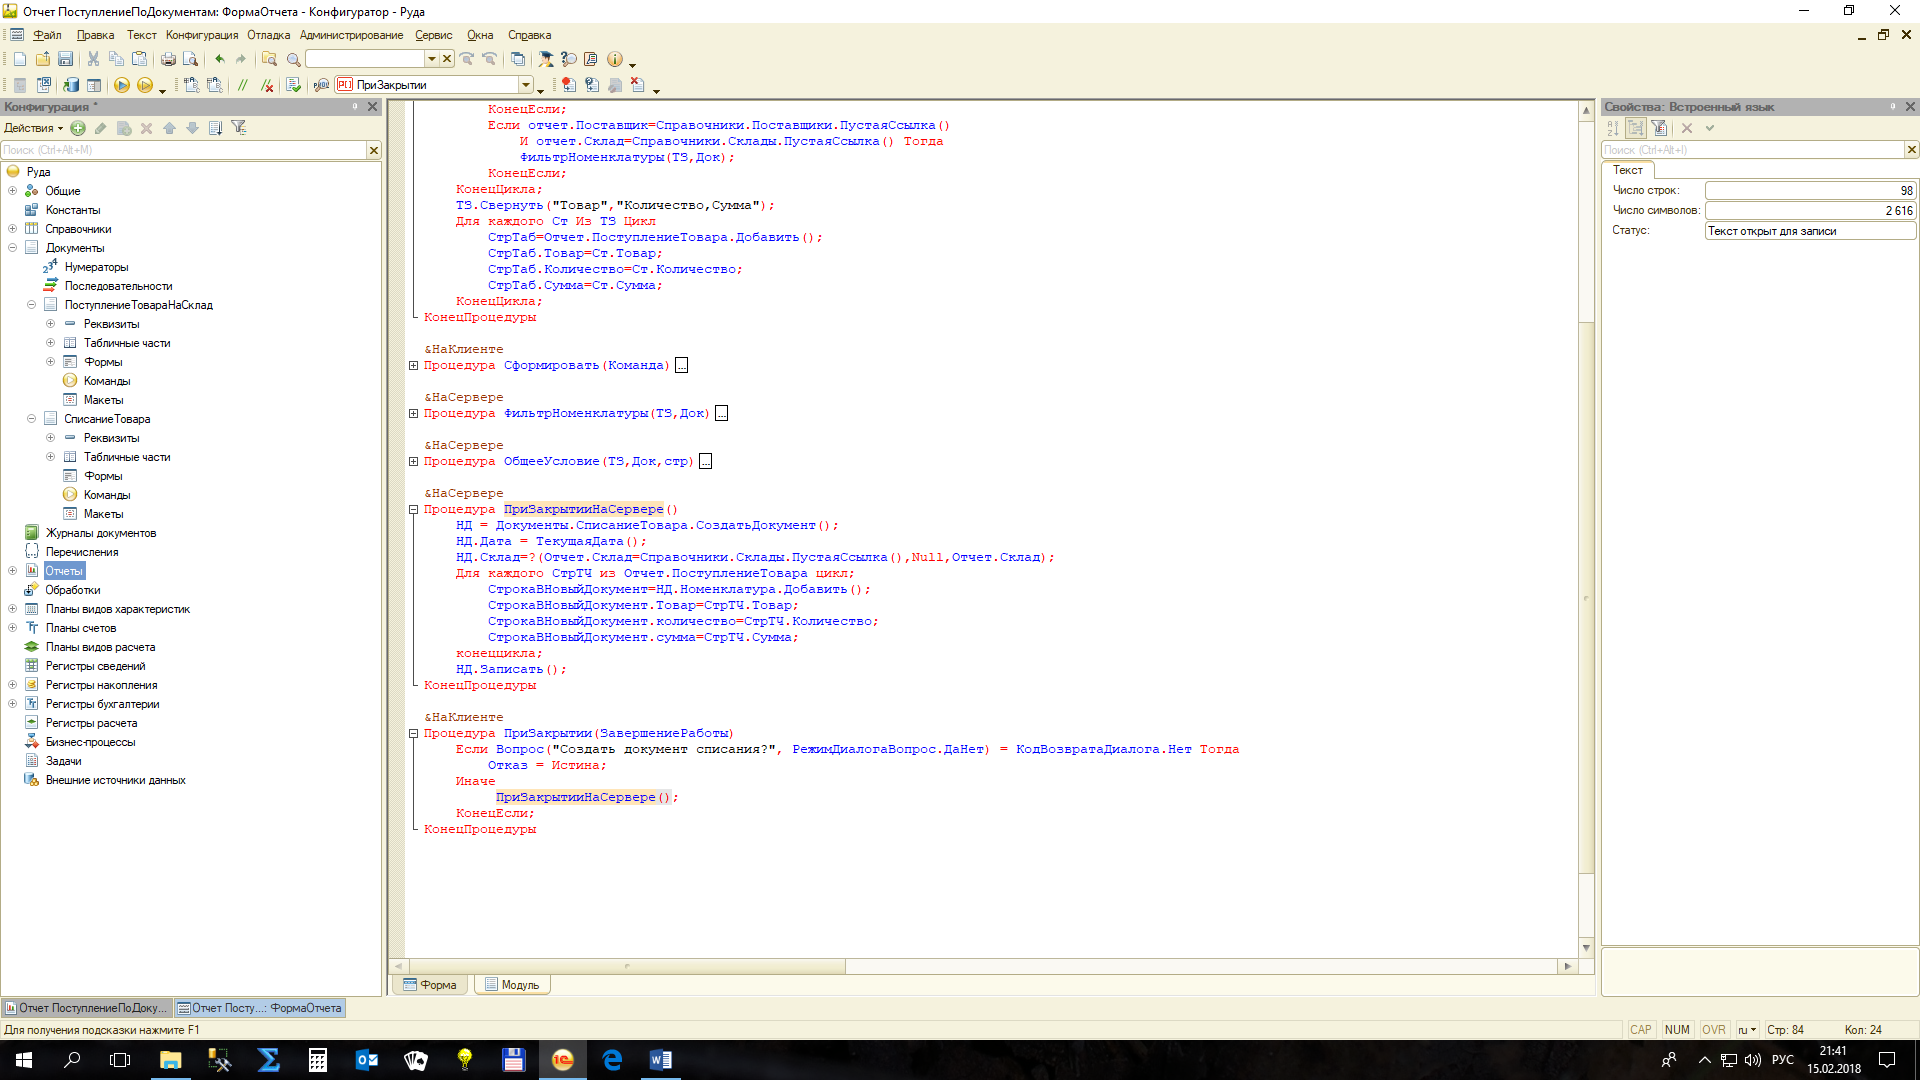 Отчет ПоступлениеПоДокументам: ФормаОтчета - Конфигуратор - Руда
Файл Правка Текст Конфигурация Отладка Администрирование Сервис Окна Справка
ПриЗакрытии
Конфигурация *
Действия
Поиск (Ctrl+Alt+M)
Руда
Общие
Константы
Справочники
Документы
Нумераторы
Последовательности
ПоступлениеТовараНаСклад
Реквизиты
Табличные части
Формы
Команды
Макеты
СписаниеТовара
Реквизиты
Табличные части
Формы
Команды
Макеты
Журналы документов
Перечисления
Отчеты
Обработки
Планы видов характеристик
Планы счетов
Планы видов расчета
Регистры сведений
Регистры накопления
Регистры бухгалтерии
Регистры расчета
Бизнес-процессы
Задачи
Внешние источники данных
КонецЕсли;
Если отчет.Поставщик=Справочники.Поставщики.ПустаяСсылка()
И отчет.Склад=Справочники.Склады.ПустаяСсылка() Тогда
ФильтрНоменклатуры(ТЗ,Док);
КонецЕсли;
КонецЦикла;
ТЗ.Свернуть("Товар","Количество,Сумма");
Для каждого Ст Из ТЗ Цикл
СтрТаб=Отчет.ПоступлениеТовара.Добавить();
СтрТаб.Товар=Ст.Товар;
СтрТаб.Количество=Ст.Количество;
СтрТаб.Сумма=Ст.Сумма;
КонецЦикла;
КонецПроцедуры
&НаКлиенте
Процедура Сформировать(Команда) ...
&НаСервере
Процедура ФильтрНоменклатуры(ТЗ,Док) ...
&НаСервере
Процедура ОбщееУсловие(ТЗ,Док,стр) ...
&НаСервере
Процедура ПриЗакрытииНаСервере()
НД = Документы.СписаниеТовара.СоздатьДокумент();
НД.Дата = ТекущаяДата();
НД.Склад=?(Отчет.Склад=Справочники.Склады.ПустаяСсылка(),Null,Отчет.Склад);
Для каждого СтрТЧ из Отчет.ПоступлениеТовара цикл;
СтрокаВНовыйДокумент=НД.Номенклатура.Добавить();
СтрокаВНовыйДокумент.Товар=СтрТЧ.Товар;
СтрокаВНовыйДокумент.количество=СтрТЧ.Количество;
СтрокаВНовыйДокумент.сумма=СтрТЧ.Сумма;
конеццикла;
НД.Записать();
КонецПроцедуры
&НаКлиенте
Процедура ПриЗакрытии(ЗавершениеРаботы)
Если Вопрос("Создать документ списания?", РежимДиалогаВопрос.ДаНет) = КодВозвратаДиалога.Нет Тогда
Отказ = Истина;
Иначе
ПриЗакрытииНаСервере();
КонецЕсли;
КонецПроцедуры
Форма Модуль
Свойства: Встроенный язык
Поиск (Ctrl+Alt+I)
Текст
Число строк: 98
Число символов: 2 616
Статус: Текст открыт для записи
Отчет ПоступлениеПоДоку... Отчет Посту...: ФормаОтчета
Для получения подсказки нажмите F1 CAP NUM OVR ru Стр: 84 Кол: 24
РУС 21:41
15.02.2018